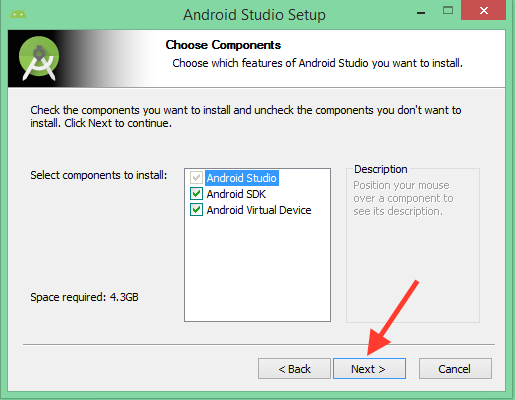 Android Studio Setup
Choose Components
Choose which features of Android Studio you want to install.
Check the components you want to install and uncheck the components you don't want to
install. Click Next to continue.
Select components to install:
Android Studio
Android SDK
Android Virtual Device
Description
Position your mouse
over a component to
see its description.
Space required: 4.3GB
< Back
Next >
Cancel